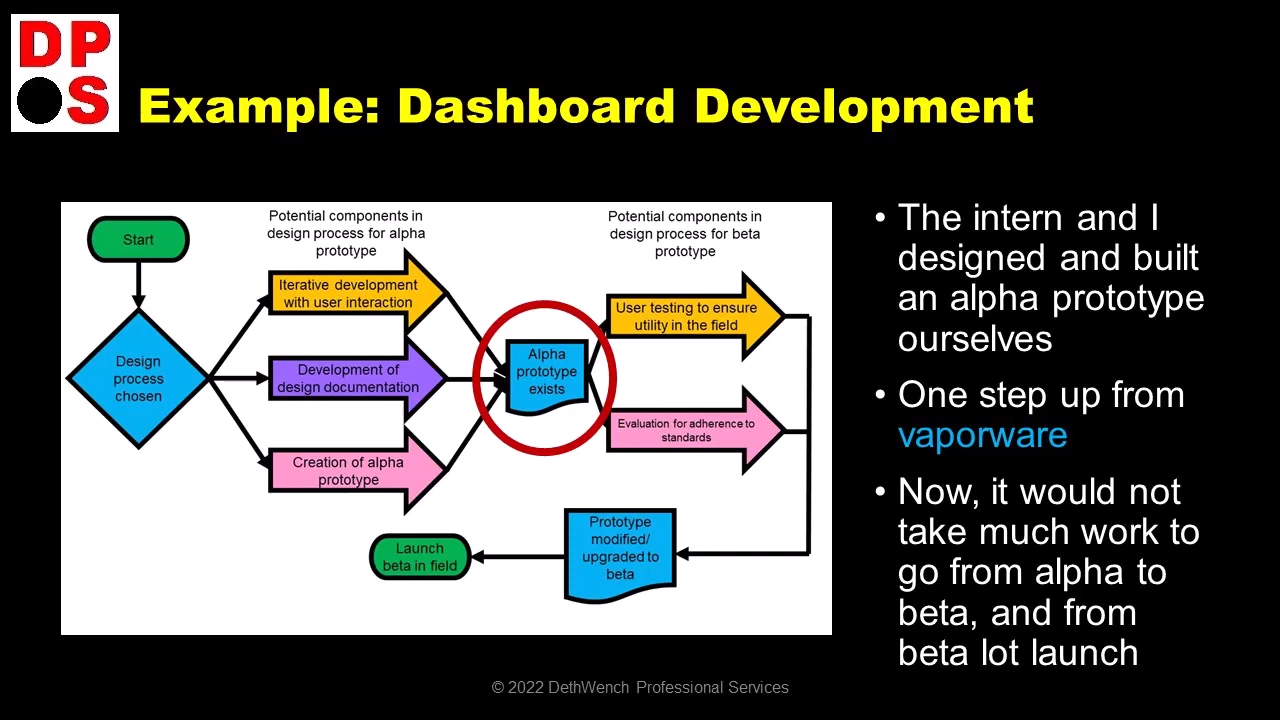 DP
S
Example: Dashboard Development
Start
Design
process
chosen
Potential components in
design process for alpha
prototype
Iterative development
with user interaction
Development of
design documentation
Creation of alpha
prototype
Alpha
prototype
exists
Potential components in
design process for beta
prototype
User testing to ensure
utility in the field
Evaluation for adherence to
standards
Prototype
modified/
upgraded to
beta
Launch
beta in field
• The intern and I
designed and built
an alpha prototype
ourselves
• One step up from
vaporware
• Now, it would not
take much work to
go from alpha to
beta, and from
beta lot launch
© 2022 DethWench Professional Services